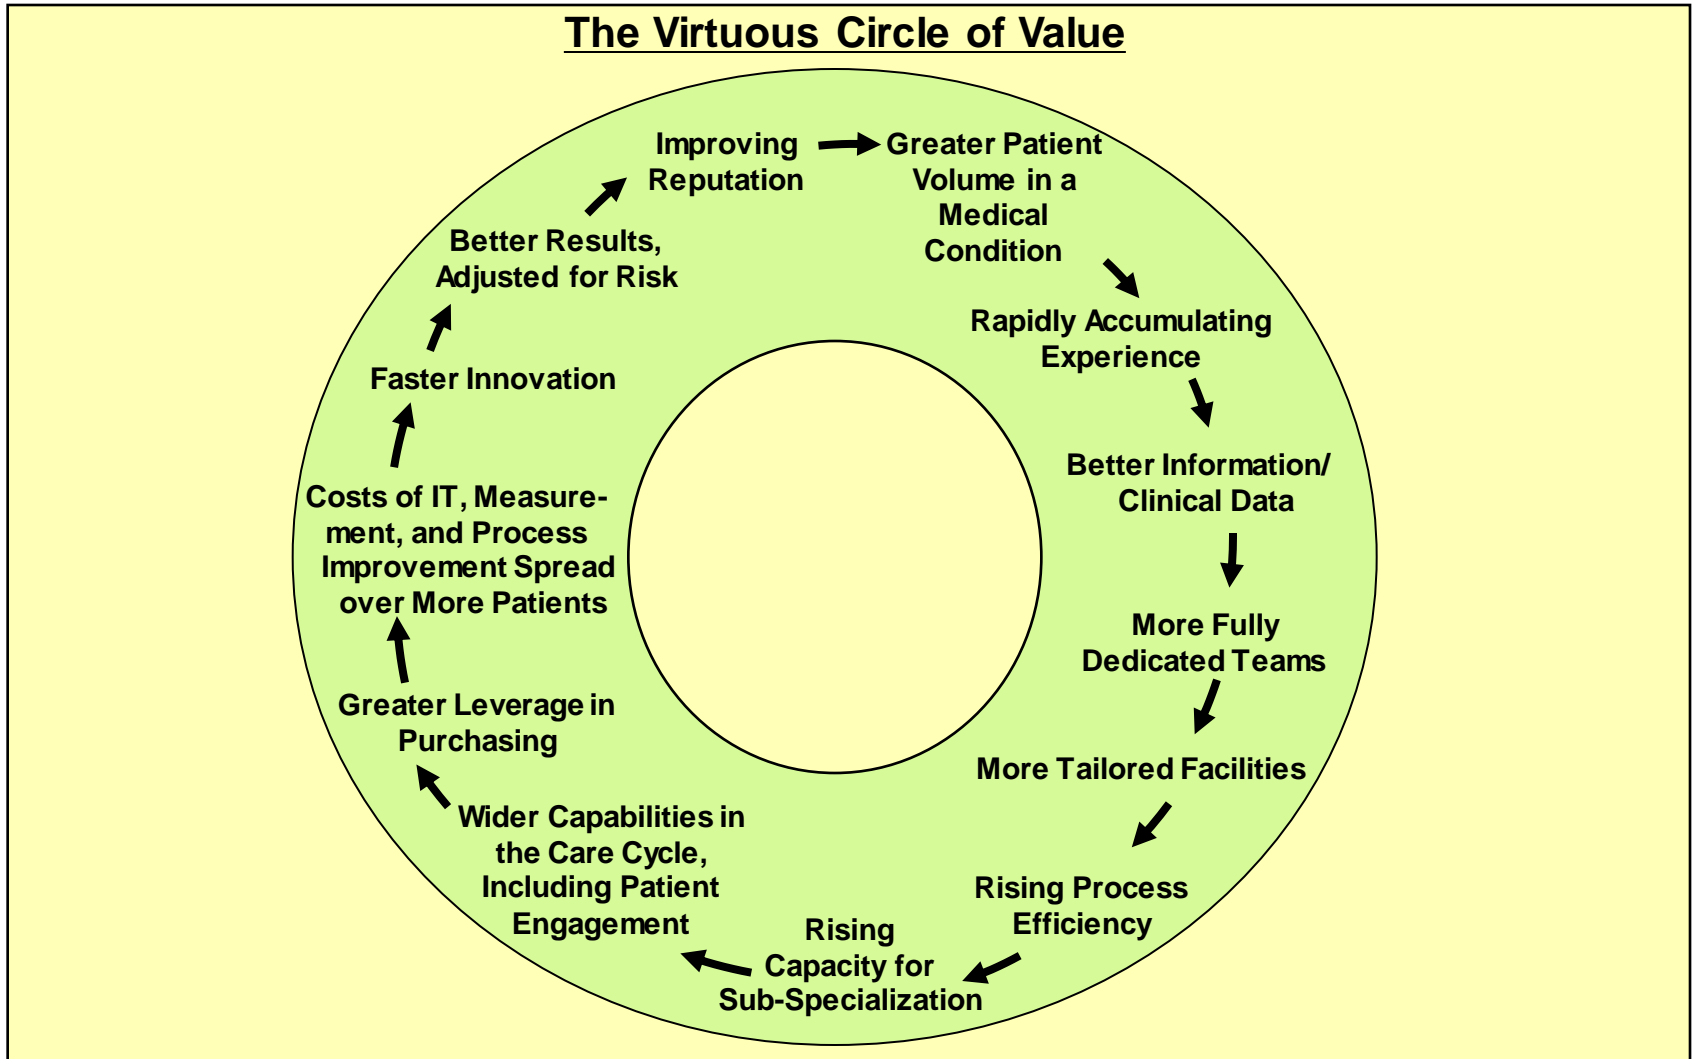 The Virtuous Circle of Value
Improving
Reputation
Greater Patient
Volume in a
Medical
Condition
Rapidly Accumulating
Experience
Better Information/
Clinical Data
More Fully
Dedicated Teams
More Tailored Facilities
Rising Process
Efficiency
Rising
Capacity for
Sub-Specialization
Wider Capabilities in
the Care Cycle,
Including Patient
Engagement
Greater Leverage in
Purchasing
Costs of IT, Measure-
ment, and Process
Improvement Spread
over More Patients
Faster Innovation
Better Results,
Adjusted for Risk